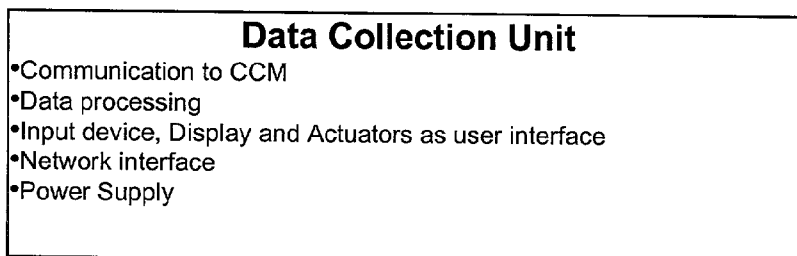 Data Collection Unit
•Communication to CCM
•Data processing
•Input device, Display and Actuators as user interface
•Network interface
•Power Supply